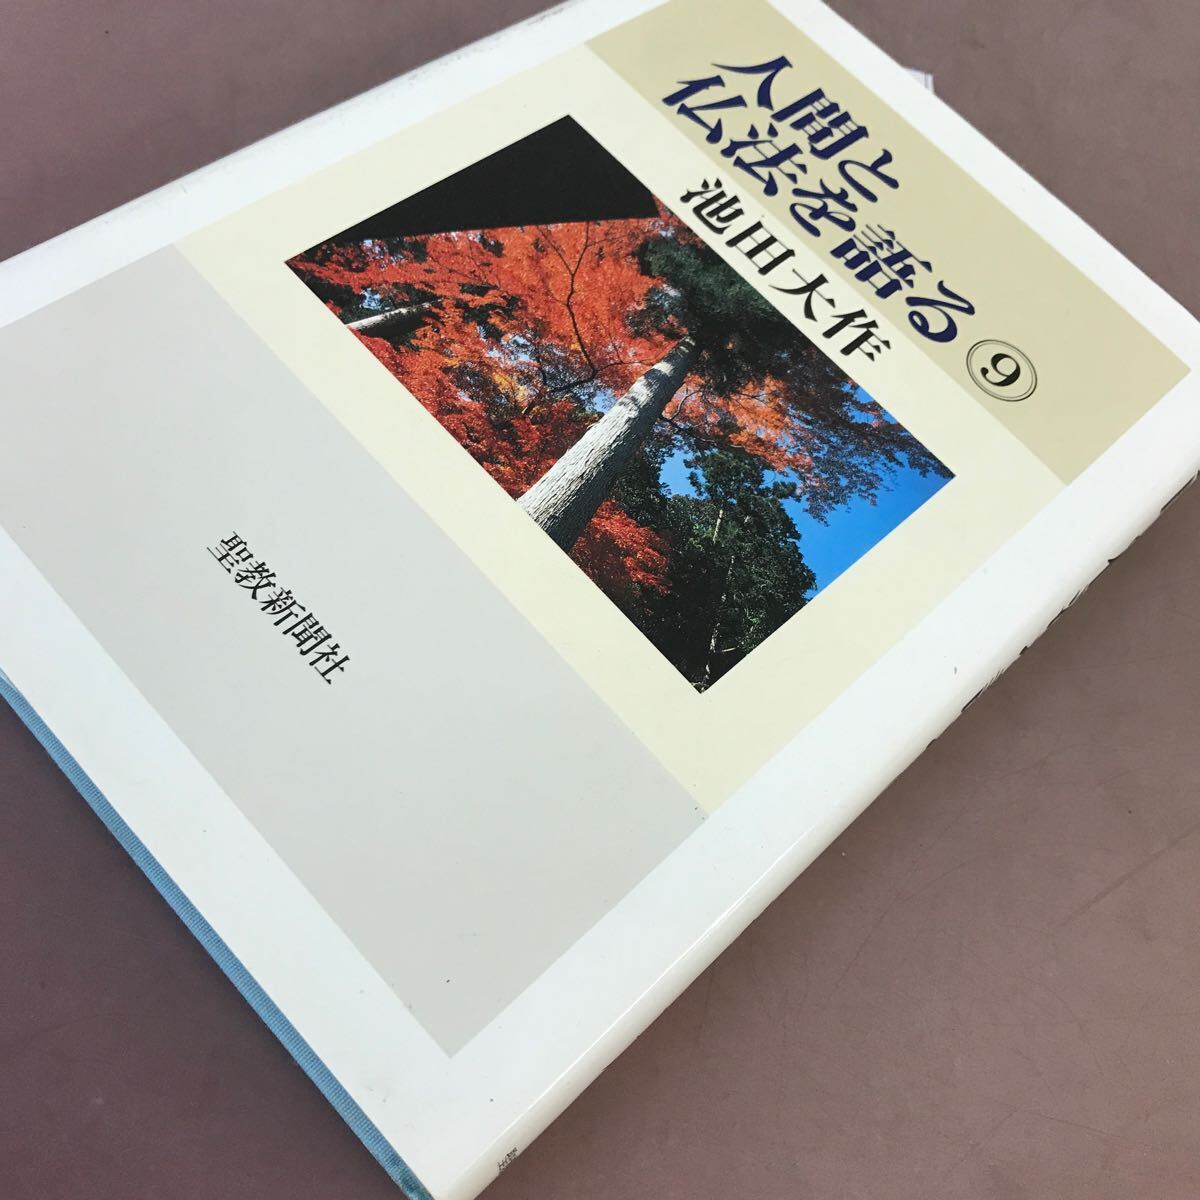 人間と
仏法を語る ⑨
池田大作
聖教新聞社